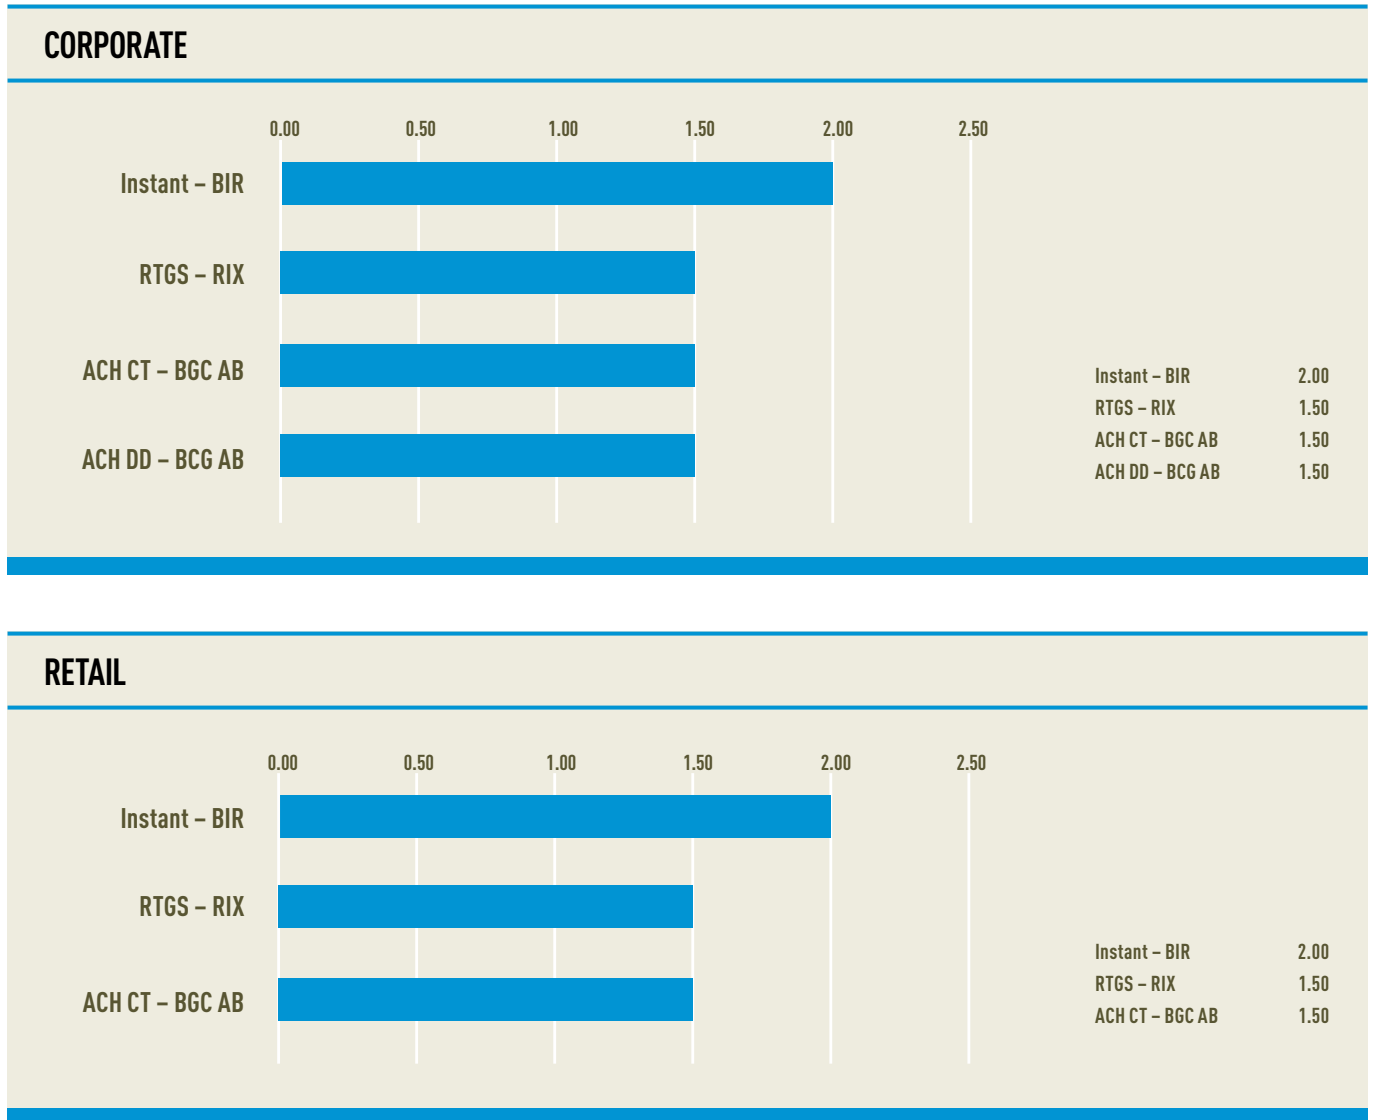 CORPORATE
0.00 0.50 1.00 1.50 2.00 2.50
Instant – BIR
RTGS – RIX
ACH CT – BGC AB
ACH DD – BCG AB
Instant – BIR 2.00
RTGS – RIX 1.50
ACH CT – BGC AB 1.50
ACH DD – BCG AB 1.50
RETAIL
0.00 0.50 1.00 1.50 2.00 2.50
Instant – BIR
RTGS – RIX
ACH CT – BGC AB
Instant – BIR 2.00
RTGS – RIX 1.50
ACH CT – BGC AB 1.50